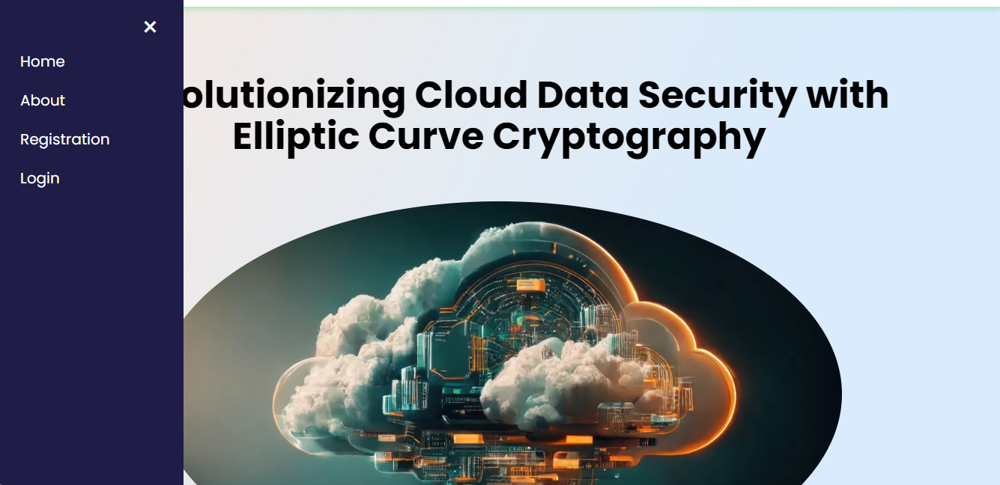 ×
Home
About
Registration
Login
olutionizing Cloud Data Security with
Elliptic Curve Cryptography